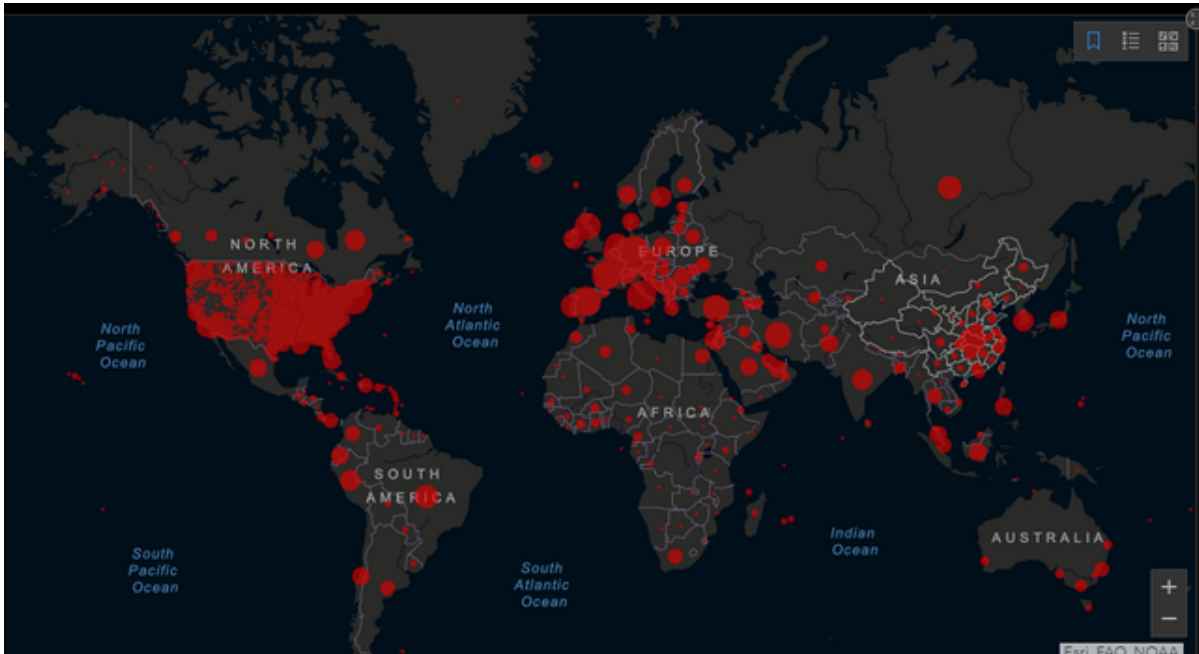 NORTH
AMERICA
EUROPE
ASIA
North
Pacific
Ocean
North
Atlantic
Ocean
North
Pacific
Ocean
AFRICA
SOUTH
AMERICA
Indian
Ocean
AUSTRALIA
South
Pacific
Ocean
South
Atlantic
Ocean
+
−
Esri, FAO, NOAA